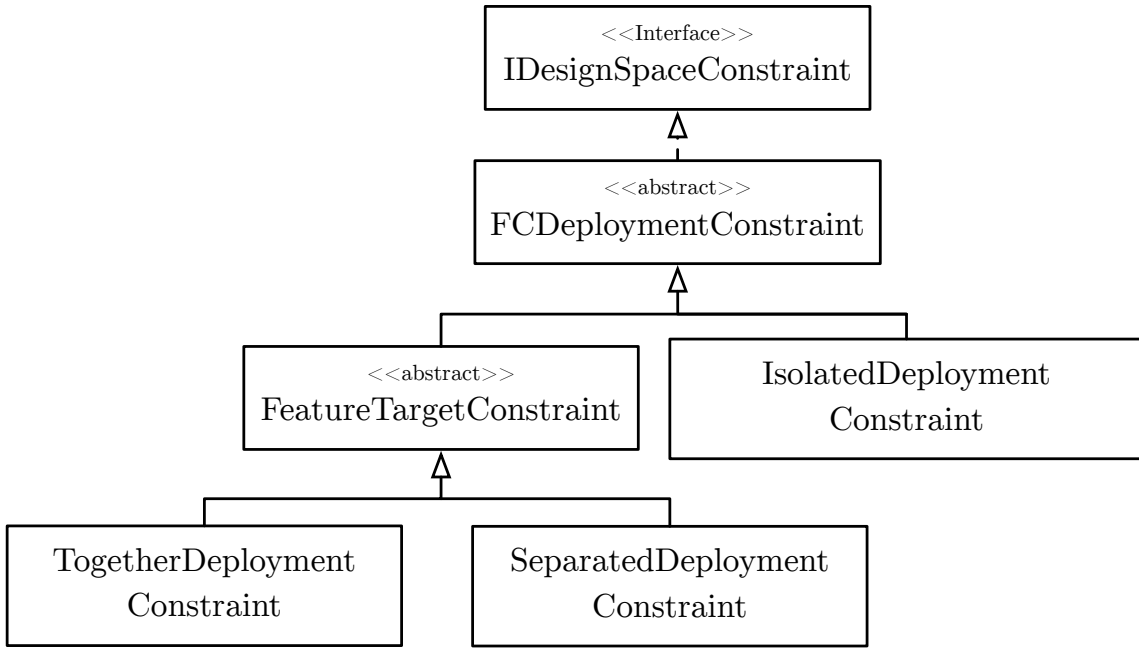 <<Interface>>
IDesignSpaceConstraint
<<abstract>>
FCDeploymentConstraint
<<abstract>>
FeatureTargetConstraint
IsolatedDeployment
Constraint
TogetherDeployment
Constraint
SeparatedDeployment
Constraint